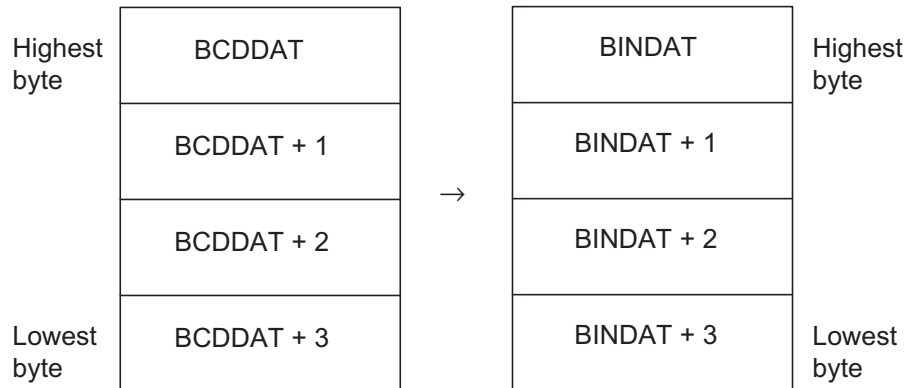 Highest
byte
BCDDAT
BINDAT
Highest
byte
BCDDAT + 1
BINDAT + 1
→
BCDDAT + 2
BINDAT + 2
Lowest
byte
BCDDAT + 3
BINDAT + 3
Lowest
byte